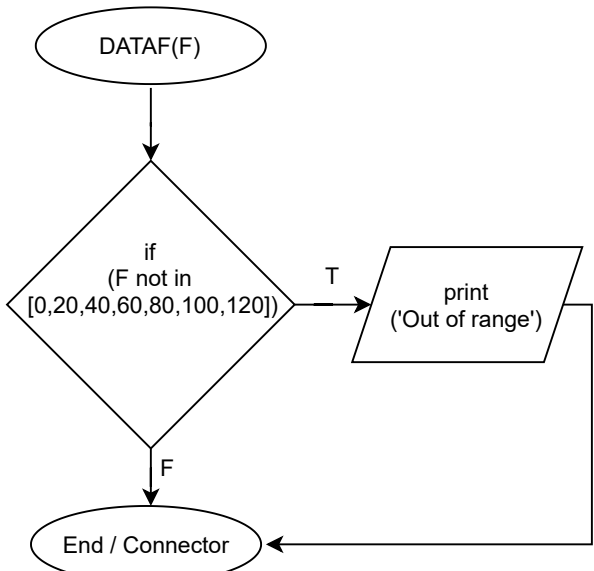 DATAF(F)
if
(F not in
[0,20,40,60,80,100,120])
T
print
('Out of range')
F
End / Connector